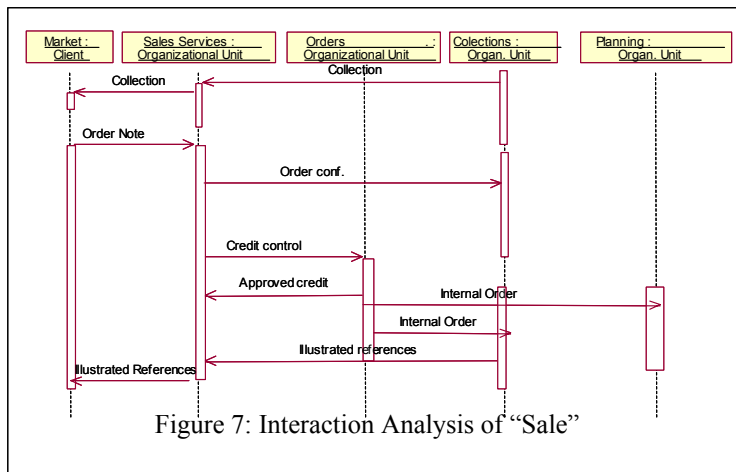 Market :
Client
Sales Services :
Organizational Unit
Orders . :
Organizational Unit
Colections :
Organ. Unit
Planning :
Organ. Unit
Collection
Collection
Order Note
Order conf.
Credit control
Approved credit
Internal Order
Internal Order
Illustrated references
Illustrated References
Figure 7: Interaction Analysis of “Sale”